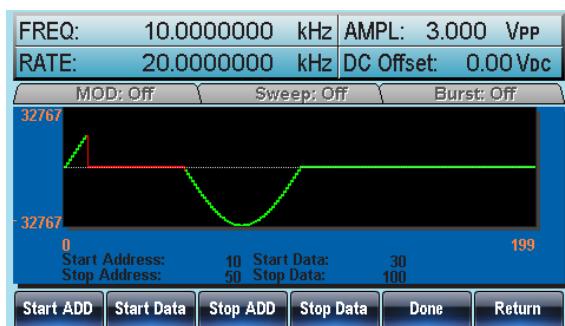 FREQ: 10.0000000 kHz AMPL: 3.000 VPP
RATE: 20.0000000 kHz DC Offset: 0.00 VDC
MOD: Off Sweep: Off Burst: Off
32767
- 32767
0 199
Start Address: 10 Start Data: 30
Stop Address: 50 Stop Data: 100
Start ADD Start Data Stop ADD Stop Data Done Return